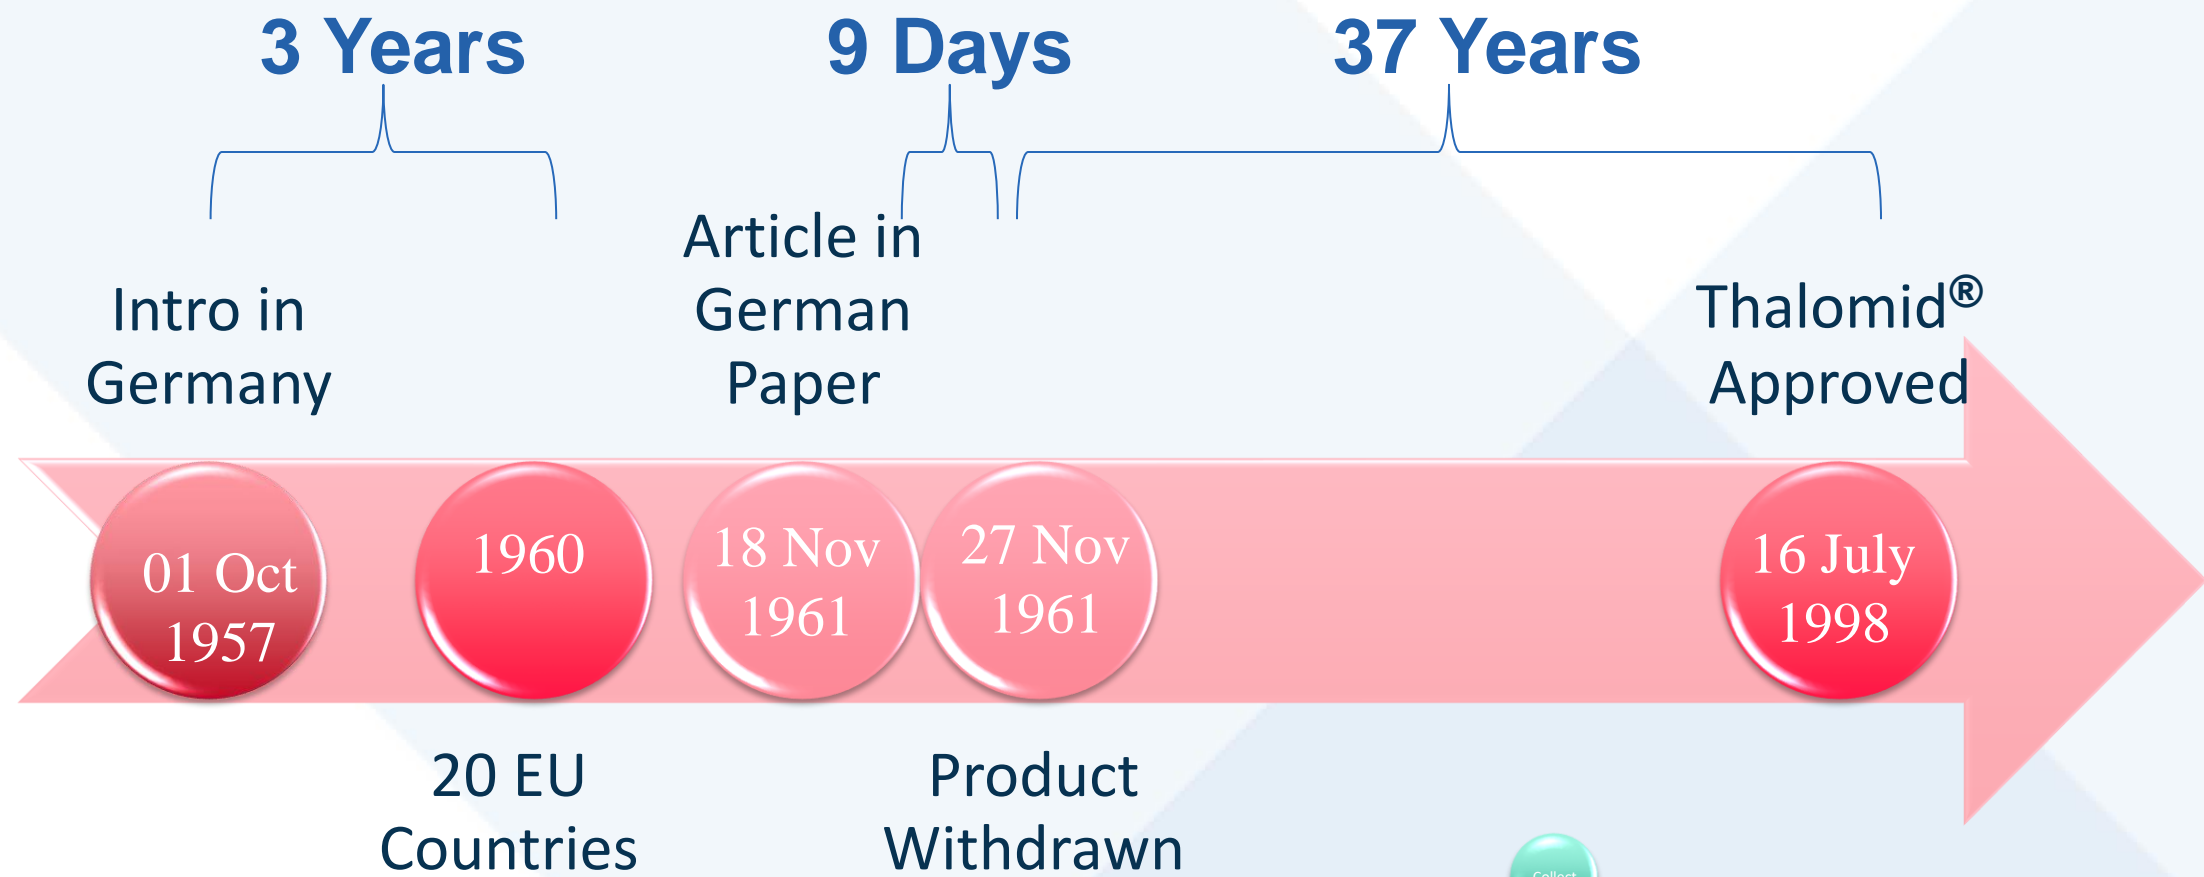 3 Years
9 Days
37 Years
Intro in
Germany
Article in
German
Paper
Thalomid®
Approved
01 Oct
1957
1960
18 Nov
1961
27 Nov
1961
16 July
1998
20 EU
Countries
Product
Withdrawn
Collect